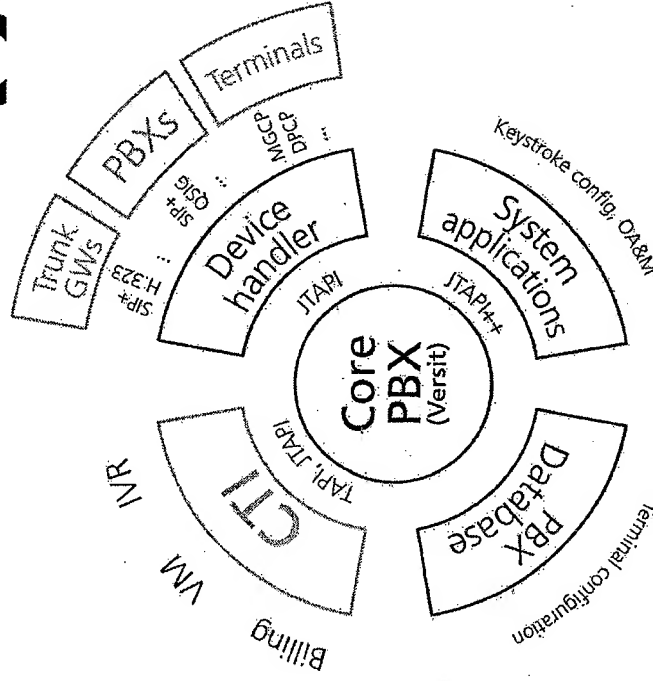 Terminals
PBXs
Trunk
GWs
MGCP
DPCP
...
SIP+
QSIG
...
SIP+
H.323
...
Device
handler
JTAPI
Keystroke config, OA&M
System
applications
JTAPI++
Core
PBX
(Versit)
TAPI, JTAPI
CTI
IVR
VM
Billing
PBX
Database
Terminal configuration